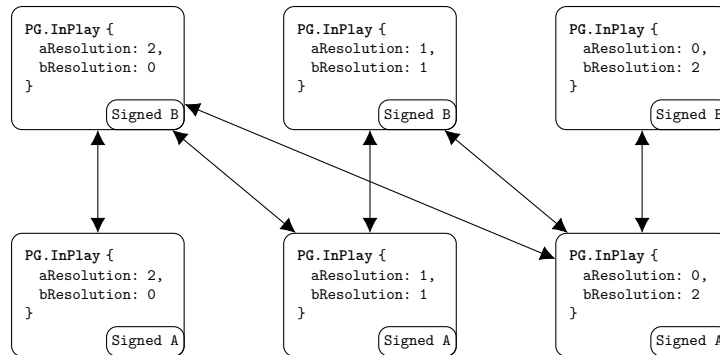 PG.InPlay {
aResolution: 2,
bResolution: 0
}
Signed B
PG.InPlay {
aResolution: 1,
bResolution: 1
}
Signed B
PG.InPlay {
aResolution: 0,
bResolution: 2
}
Signed B
PG.InPlay {
aResolution: 2,
bResolution: 0
}
Signed A
PG.InPlay {
aResolution: 1,
bResolution: 1
}
Signed A
PG.InPlay {
aResolution: 0,
bResolution: 2
}
Signed A